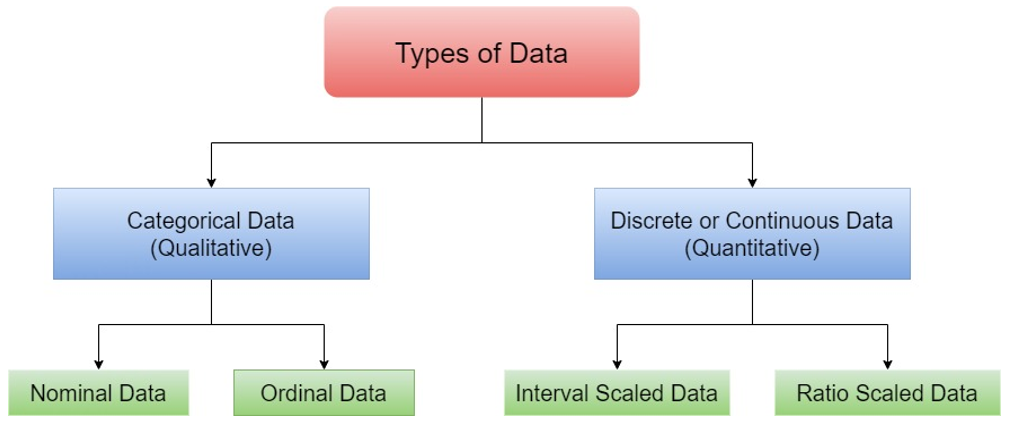 Types of Data
Categorical Data
(Qualitative)
Discrete or Continuous Data
(Quantitative)
Nominal Data
Ordinal Data
Interval Scaled Data
Ratio Scaled Data